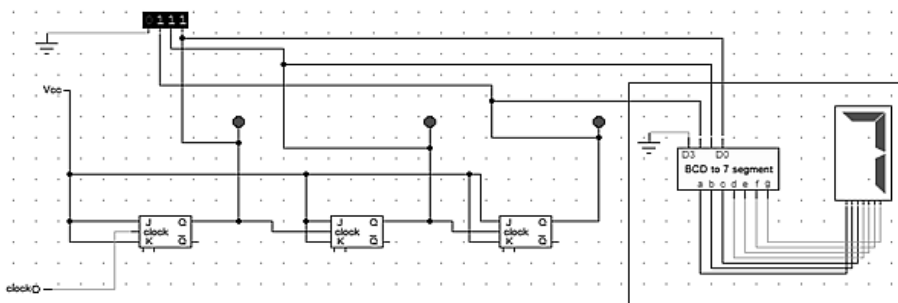 0111
Vcc
D3 D0
BCD to 7 segment
a b c d e f g
J Q
clock
K Q
J Q
clock
K Q
J Q
clock
K Q
clock